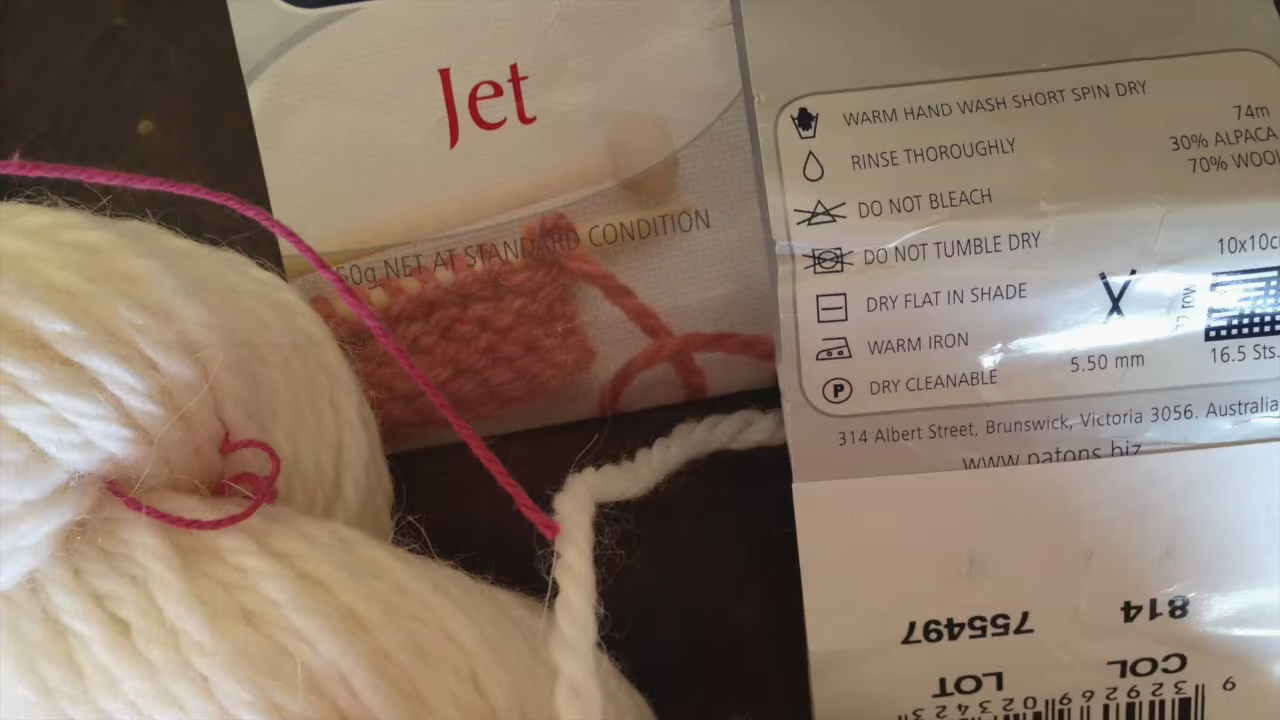 Jet
50g NET AT STANDARD CONDITION
WARM HAND WASH SHORT SPIN DRY
RINSE THOROUGHLY
DO NOT BLEACH
DO NOT TUMBLE DRY
DRY FLAT IN SHADE
WARM IRON
DRY CLEANABLE
P
74m
30% ALPACA
70% WOOL
10x10c
5.50 mm
16.5 Sts.
314 Albert Street, Brunswick, Victoria 3056. Australia
www.patons.biz
814
755497
COL
LOT